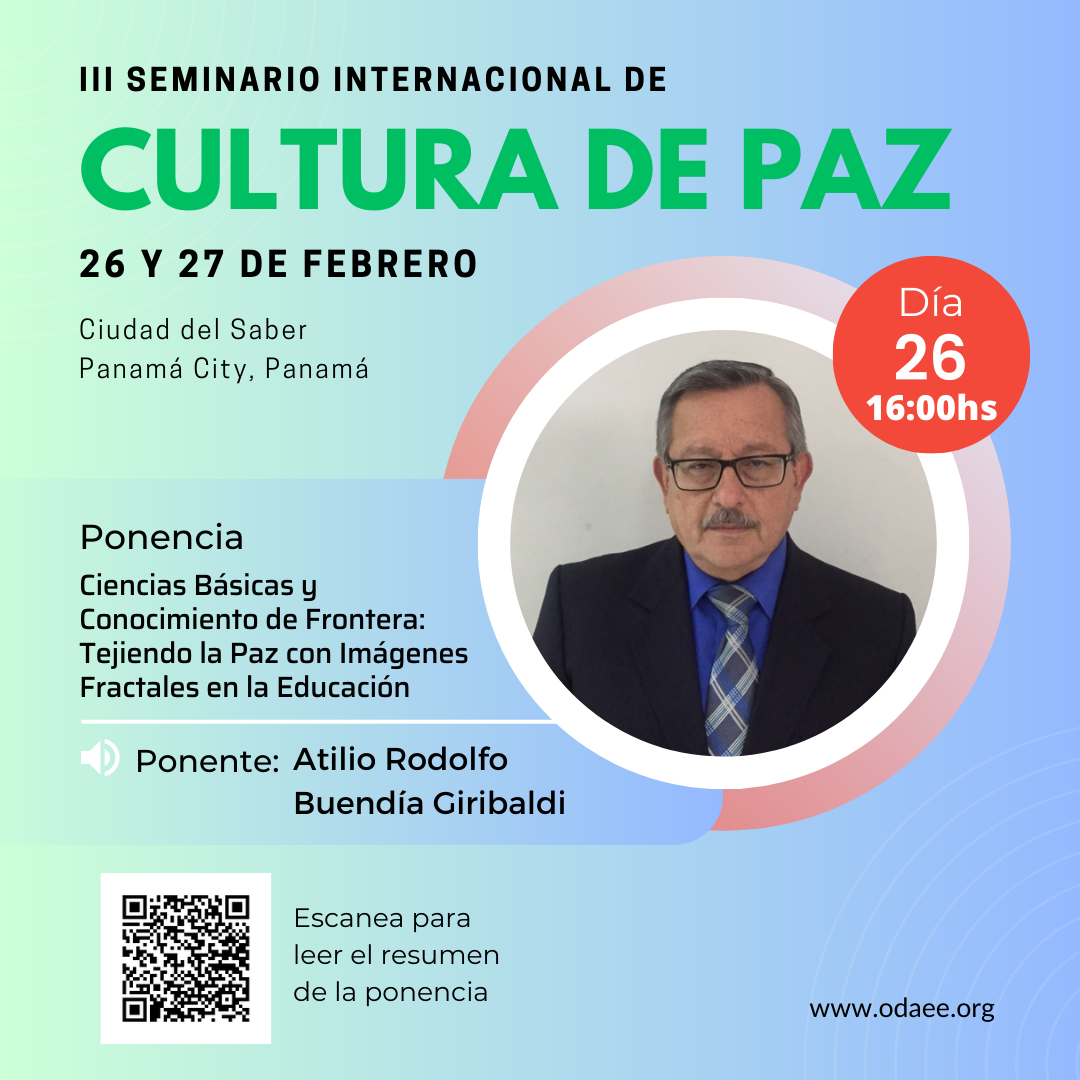 III SEMINARIO INTERNACIONAL DE
CULTURA DE PAZ
26 Y 27 DE FEBRERO
Ciudad del Saber
Panamá City, Panamá
Día
26
16:00hs
Ponencia
Ciencias Básicas y
Conocimiento de Frontera:
Tejiendo la Paz con Imágenes
Fractales en la Educación
Ponente: Atilio Rodolfo
Buendía Giribaldi
Escanea para
leer el resumen
de la ponencia
www.odaee.org